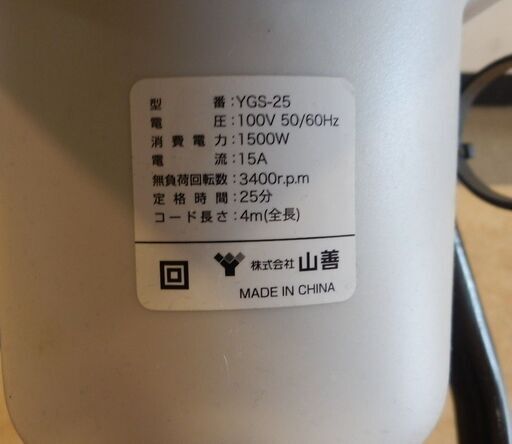 型番:YGS-25
電圧:100V 50/60Hz
消費電力:1500W
電流:15A
無負荷回転数:3400r.p.m
定格時間:25分
コード長さ:4m(全長)
株式会社 山善
MADE IN CHINA